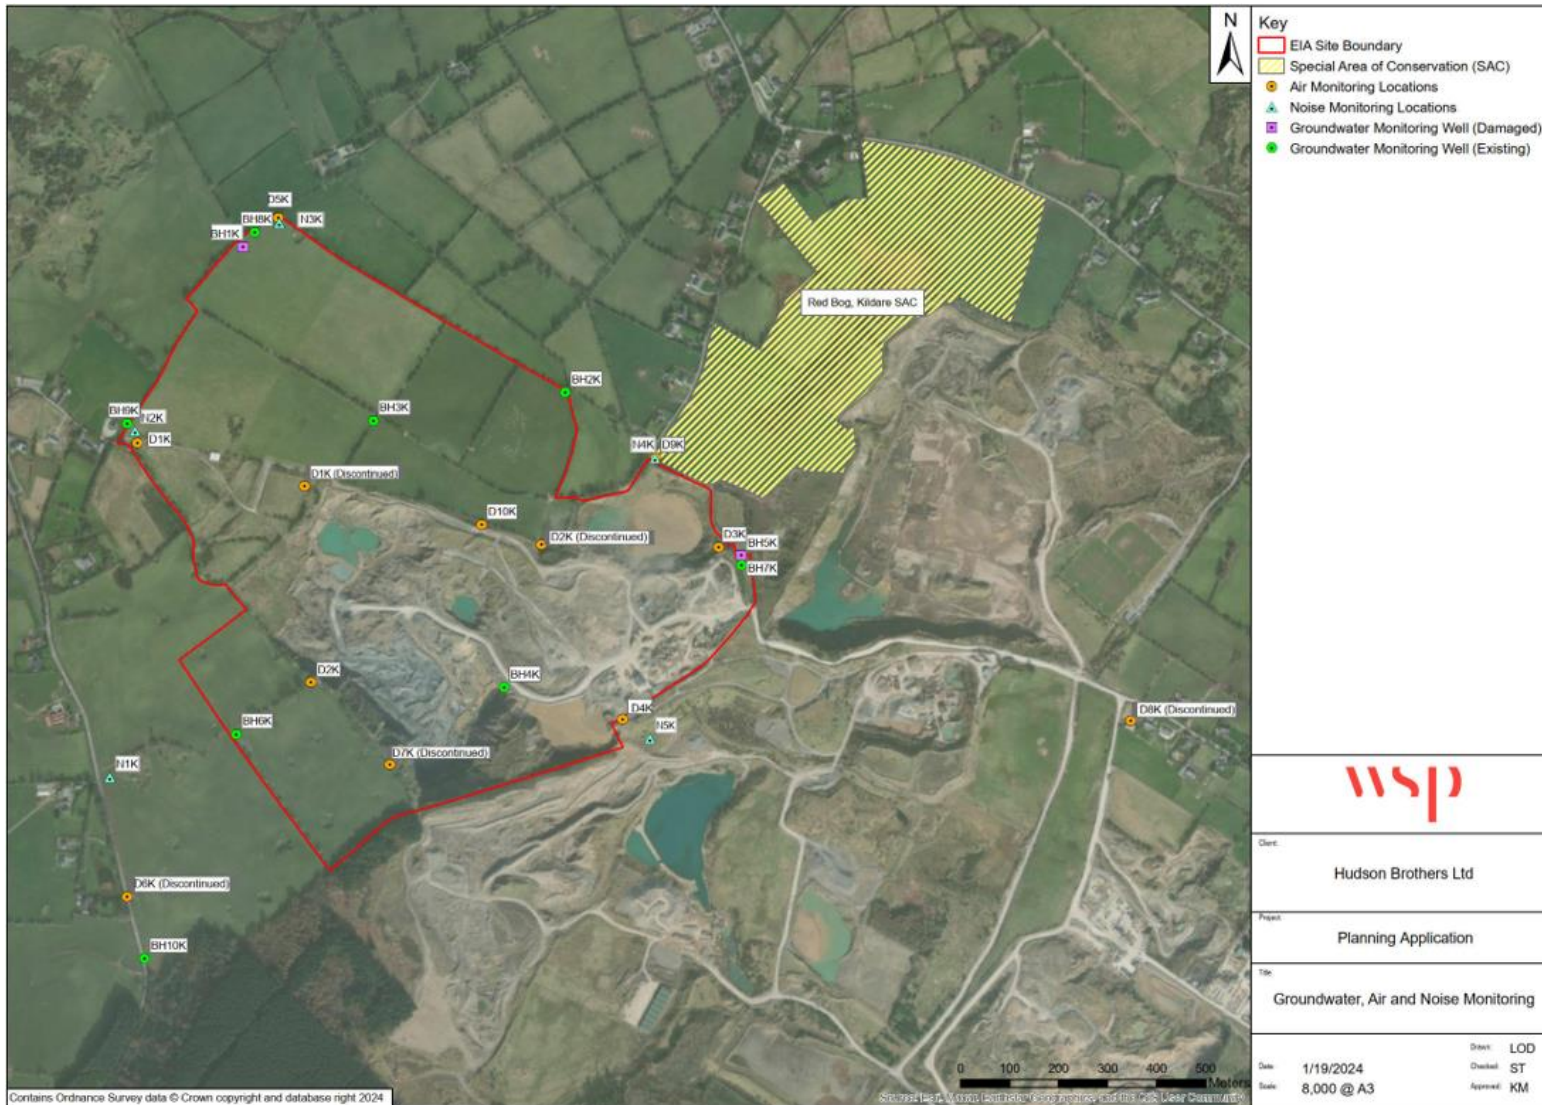 N
Key
EIA Site Boundary
Special Area of Conservation (SAC)
Air Monitoring Locations
Noise Monitoring Locations
Groundwater Monitoring Well (Damaged)
Groundwater Monitoring Well (Existing)
D5K
BH8K
N3K
BH1K
Red Bog, Kildare SAC
BH2K
BH9K
N2K
BH3K
D1K
N4K
D9K
D1K (Discontinued)
D10K
D2K (Discontinued)
D3K
BH5K
BH7K
D2K
BH4K
BH6K
D4K
N5K
D8K (Discontinued)
D7K (Discontinued)
N1K
D6K (Discontinued)
BH10K
wsp
Client:
Hudson Brothers Ltd
Project:
Planning Application
Title:
Groundwater, Air and Noise Monitoring
Drawn: LOD
Date: 1/19/2024
Checked: ST
Scale: 8,000 @ A3
Approved: KM
0 100 200 300 400 500
Meters
Contains Ordnance Survey data © Crown copyright and database right 2024